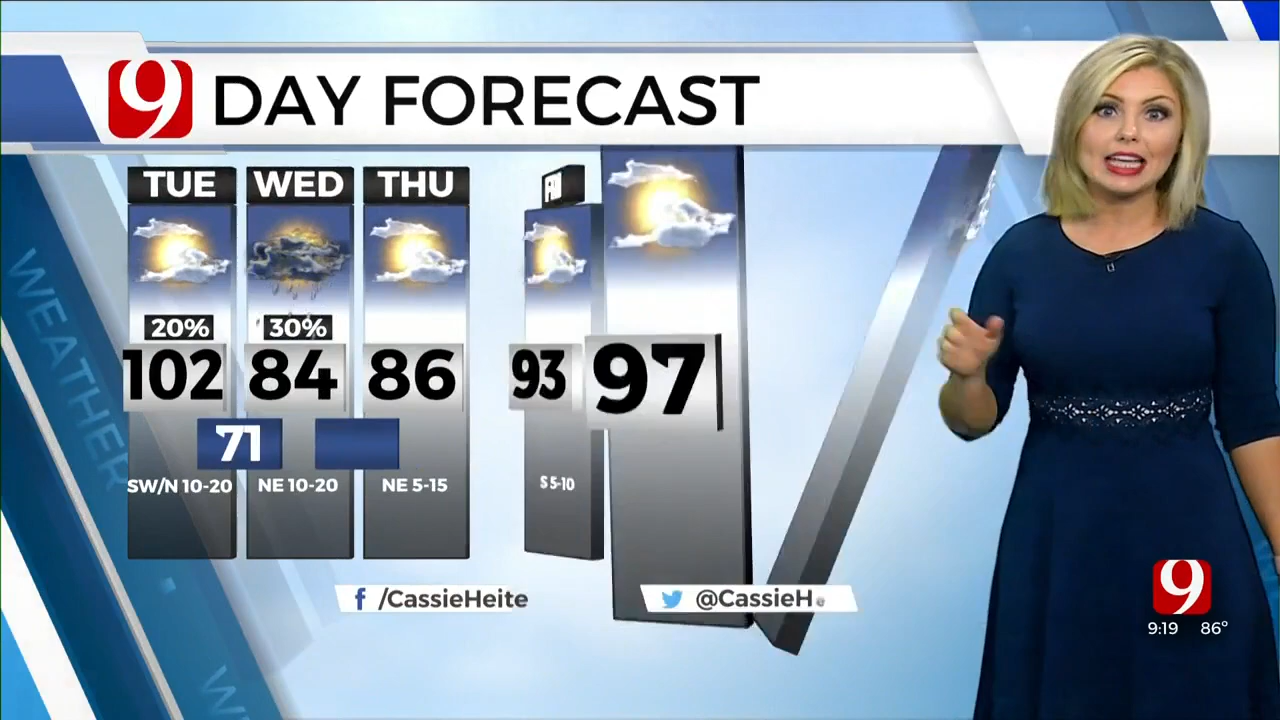 9 DAY FORECAST
TUE WED THU
20% 30%
102 84 86 93 97
71
SW/N 10-20 NE 10-20 NE 5-15 S 5-10
/CassieHeite
@CassieH
WEATHER
9
9:19 86°